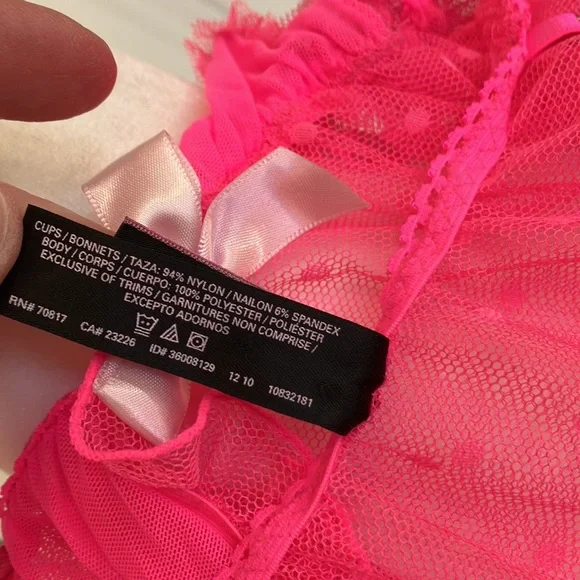 CUPS / BONNETS / TAZA: 94% NYLON / NAILON 6% SPANDEX
BODY / CORPS / CUERPO: 100% POLYESTER / POLIÉSTER
EXCLUSIVE OF TRIMS / GARNITURES NON COMPRISE /
EXCEPTO ADORNOS
RN# 70817 CA# 23226 ID# 36008129 12 10 10832181